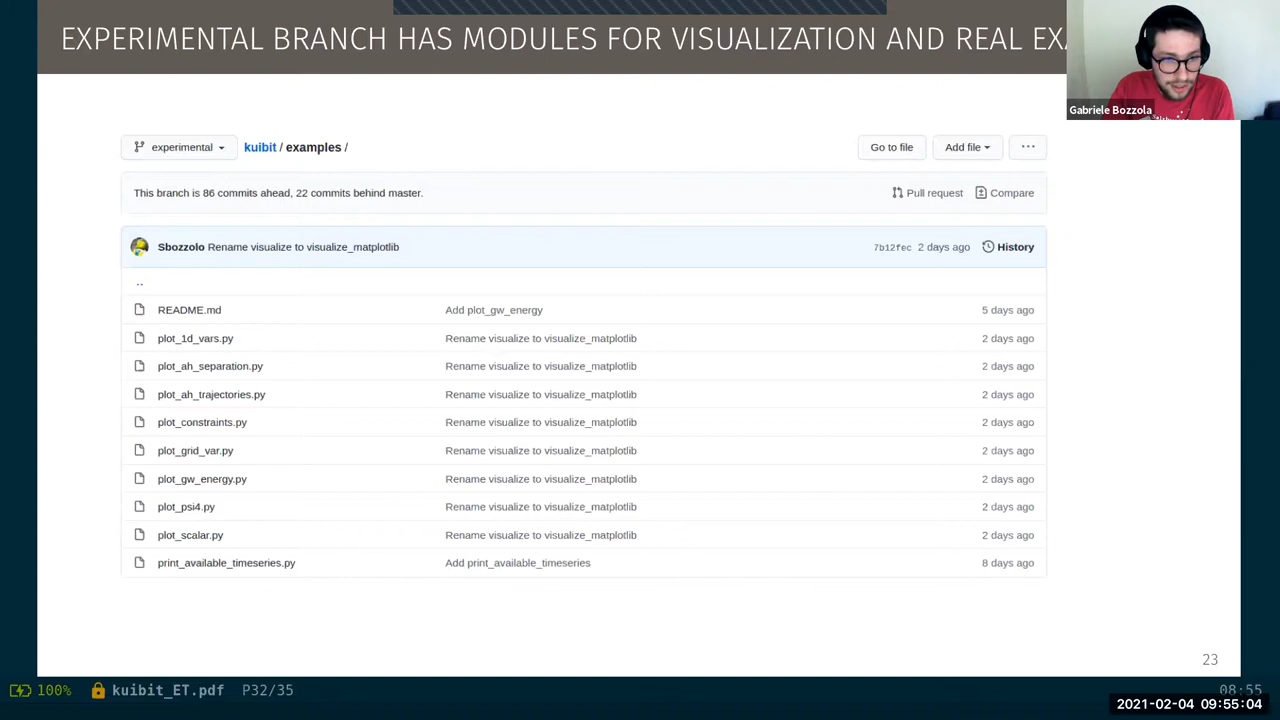 EXPERIMENTAL BRANCH HAS MODULES FOR VISUALIZATION AND REAL
Gabriele Bozzola
experimental kuibit / examples / Go to file Add file ...
This branch is 86 commits ahead, 22 commits behind master. Pull request Compare
Sbozzolo Rename visualize to visualize_matplotlib 7b12fec 2 days ago History
..
README.md Add plot_gw_energy 5 days ago
plot_1d_vars.py Rename visualize to visualize_matplotlib 2 days ago
plot_ah_separation.py Rename visualize to visualize_matplotlib 2 days ago
plot_ah_trajectories.py Rename visualize to visualize_matplotlib 2 days ago
plot_constraints.py Rename visualize to visualize_matplotlib 2 days ago
plot_grid_var.py Rename visualize to visualize_matplotlib 2 days ago
plot_gw_energy.py Rename visualize to visualize_matplotlib 2 days ago
plot_psi4.py Rename visualize to visualize_matplotlib 2 days ago
plot_scalar.py Rename visualize to visualize_matplotlib 2 days ago
print_available_timeseries.py Add print_available_timeseries 8 days ago
23
100% kuibit_ET.pdf P32/35 08:55
2021-02-04 09:55:04